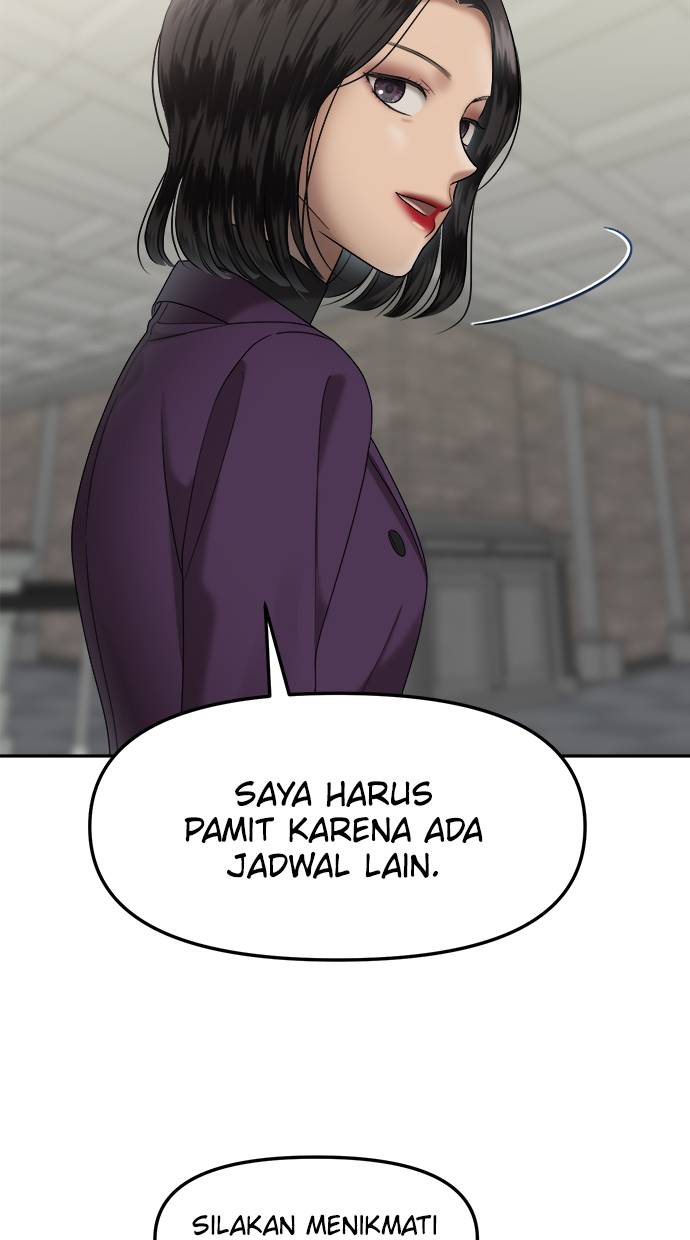 SAYA HARUS
PAMIT KARENA ADA
JADWAL LAIN.
SILAKAN MENIKMATI